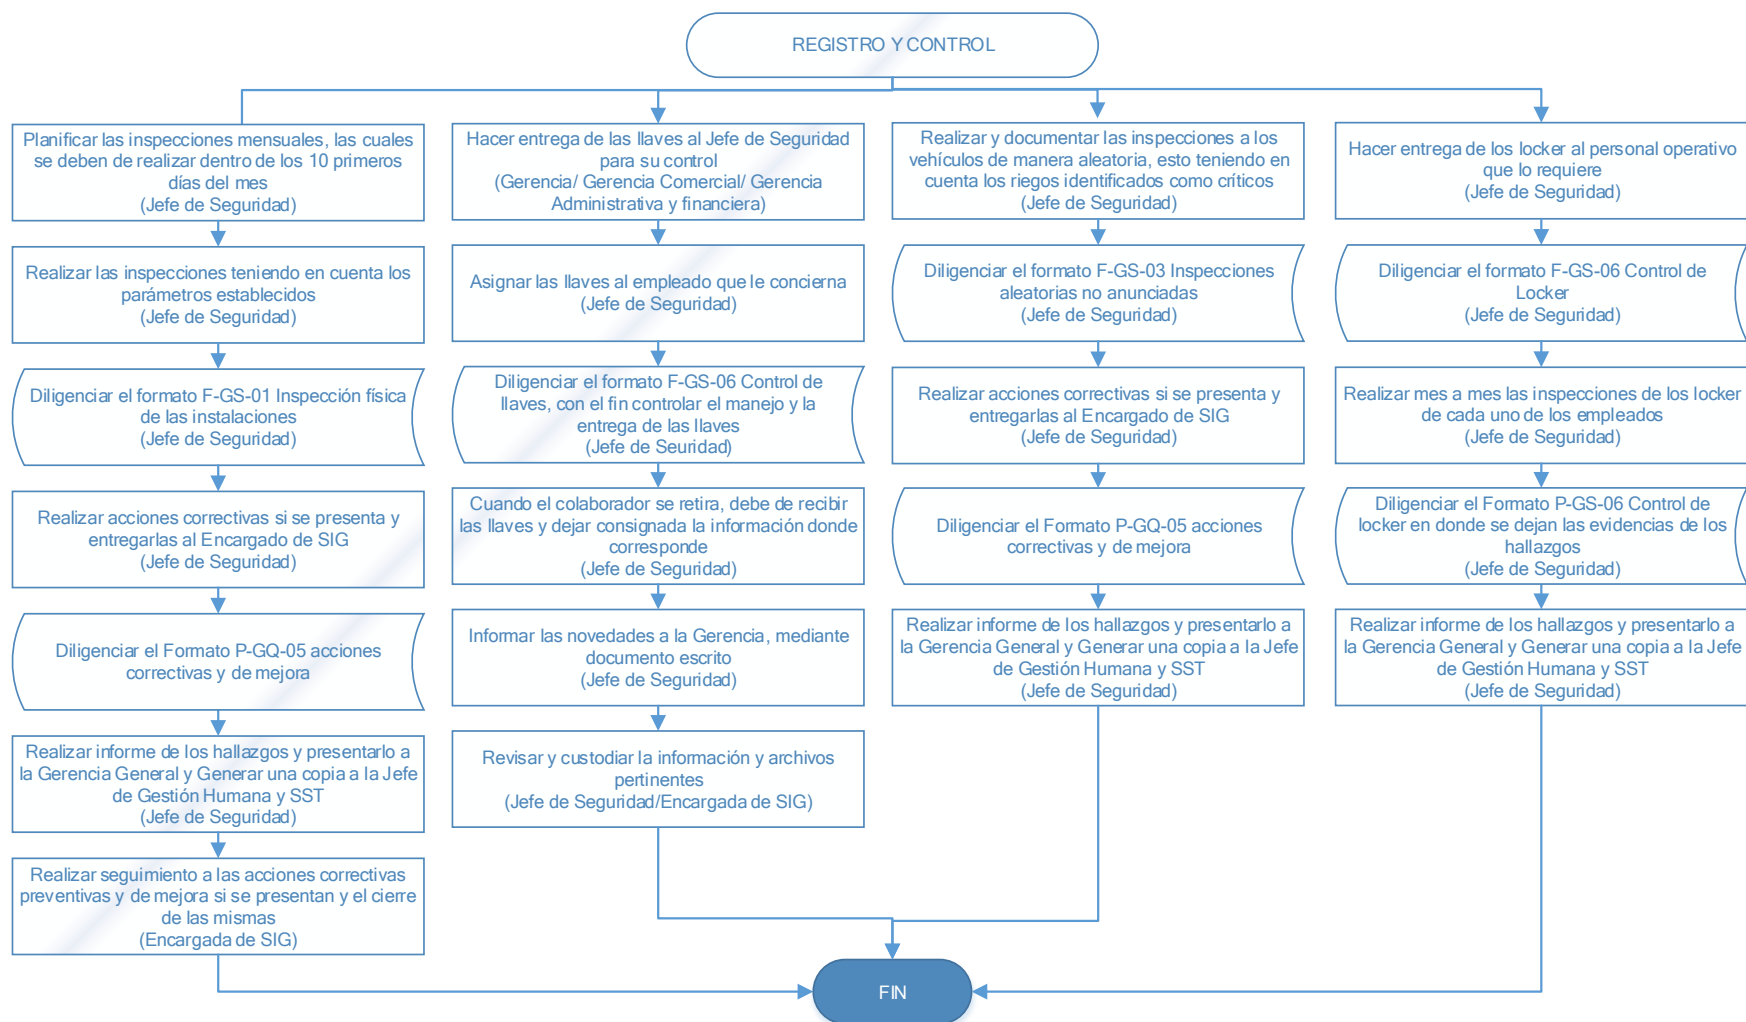 REGISTRO Y CONTROL
Planificar las inspecciones mensuales, las cuales
se deben de realizar dentro de los 10 primeros
días del mes
(Jefe de Seguridad)
Realizar las inspecciones teniendo en cuenta los
parámetros establecidos
(Jefe de Seguridad)
Diligenciar el formato F-GS-01 Inspección física
de las instalaciones
(Jefe de Seguridad)
Realizar acciones correctivas si se presenta y
entregarlas al Encargado de SIG
(Jefe de Seguridad)
Diligenciar el Formato P-GQ-05 acciones
correctivas y de mejora
Realizar informe de los hallazgos y presentarlo a
la Gerencia General y Generar una copia a la Jefe
de Gestión Humana y SST
(Jefe de Seguridad)
Realizar seguimiento a las acciones correctivas
preventivas y de mejora si se presentan y el cierre
de las mismas
(Encargada de SIG)
Hacer entrega de las llaves al Jefe de Seguridad
para su control
(Gerencia/ Gerencia Comercial/ Gerencia
Administrativa y financiera)
Asignar las llaves al empleado que le concierna
(Jefe de Seguridad)
Diligenciar el formato F-GS-06 Control de
llaves, con el fin controlar el manejo y la
entrega de las llaves
(Jefe de Seuridad)
Cuando el colaborador se retira, debe de recibir
las llaves y dejar consignada la información donde
corresponde
(Jefe de Seguridad)
Informar las novedades a la Gerencia, mediante
documento escrito
(Jefe de Seguridad)
Revisar y custodiar la información y archivos
pertinentes
(Jefe de Seguridad/Encargada de SIG)
Realizar y documentar las inspecciones a los
vehículos de manera aleatoria, esto teniendo en
cuenta los riegos identificados como críticos
(Jefe de Seguridad)
Diligenciar el formato F-GS-03 Inspecciones
aleatorias no anunciadas
(Jefe de Seguridad)
Realizar acciones correctivas si se presenta y
entregarlas al Encargado de SIG
(Jefe de Seguridad)
Diligenciar el Formato P-GQ-05 acciones
correctivas y de mejora
Realizar informe de los hallazgos y presentarlo a
la Gerencia General y Generar una copia a la Jefe
de Gestión Humana y SST
(Jefe de Seguridad)
Hacer entrega de los locker al personal operativo
que lo requiere
(Jefe de Seguridad)
Diligenciar el formato F-GS-06 Control de
Locker
(Jefe de Seguridad)
Realizar mes a mes las inspecciones de los locker
de cada uno de los empleados
(Jefe de Seguridad)
Diligenciar el Formato P-GS-06 Control de
locker en donde se dejan las evidencias de los
hallazgos
(Jefe de Seguridad)
Realizar informe de los hallazgos y presentarlo a
la Gerencia General y Generar una copia a la Jefe
de Gestión Humana y SST
(Jefe de Seguridad)
FIN